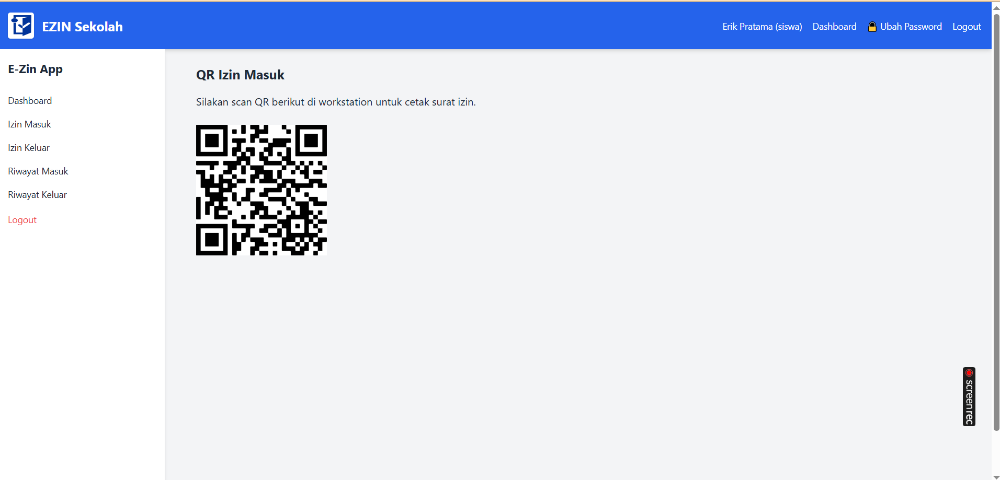 EZIN Sekolah
Erik Pratama (siswa) Dashboard 🔒 Ubah Password Logout
E-Zin App
Dashboard
Izin Masuk
Izin Keluar
Riwayat Masuk
Riwayat Keluar
Logout
QR Izin Masuk
Silakan scan QR berikut di workstation untuk cetak surat izin.
screenrec